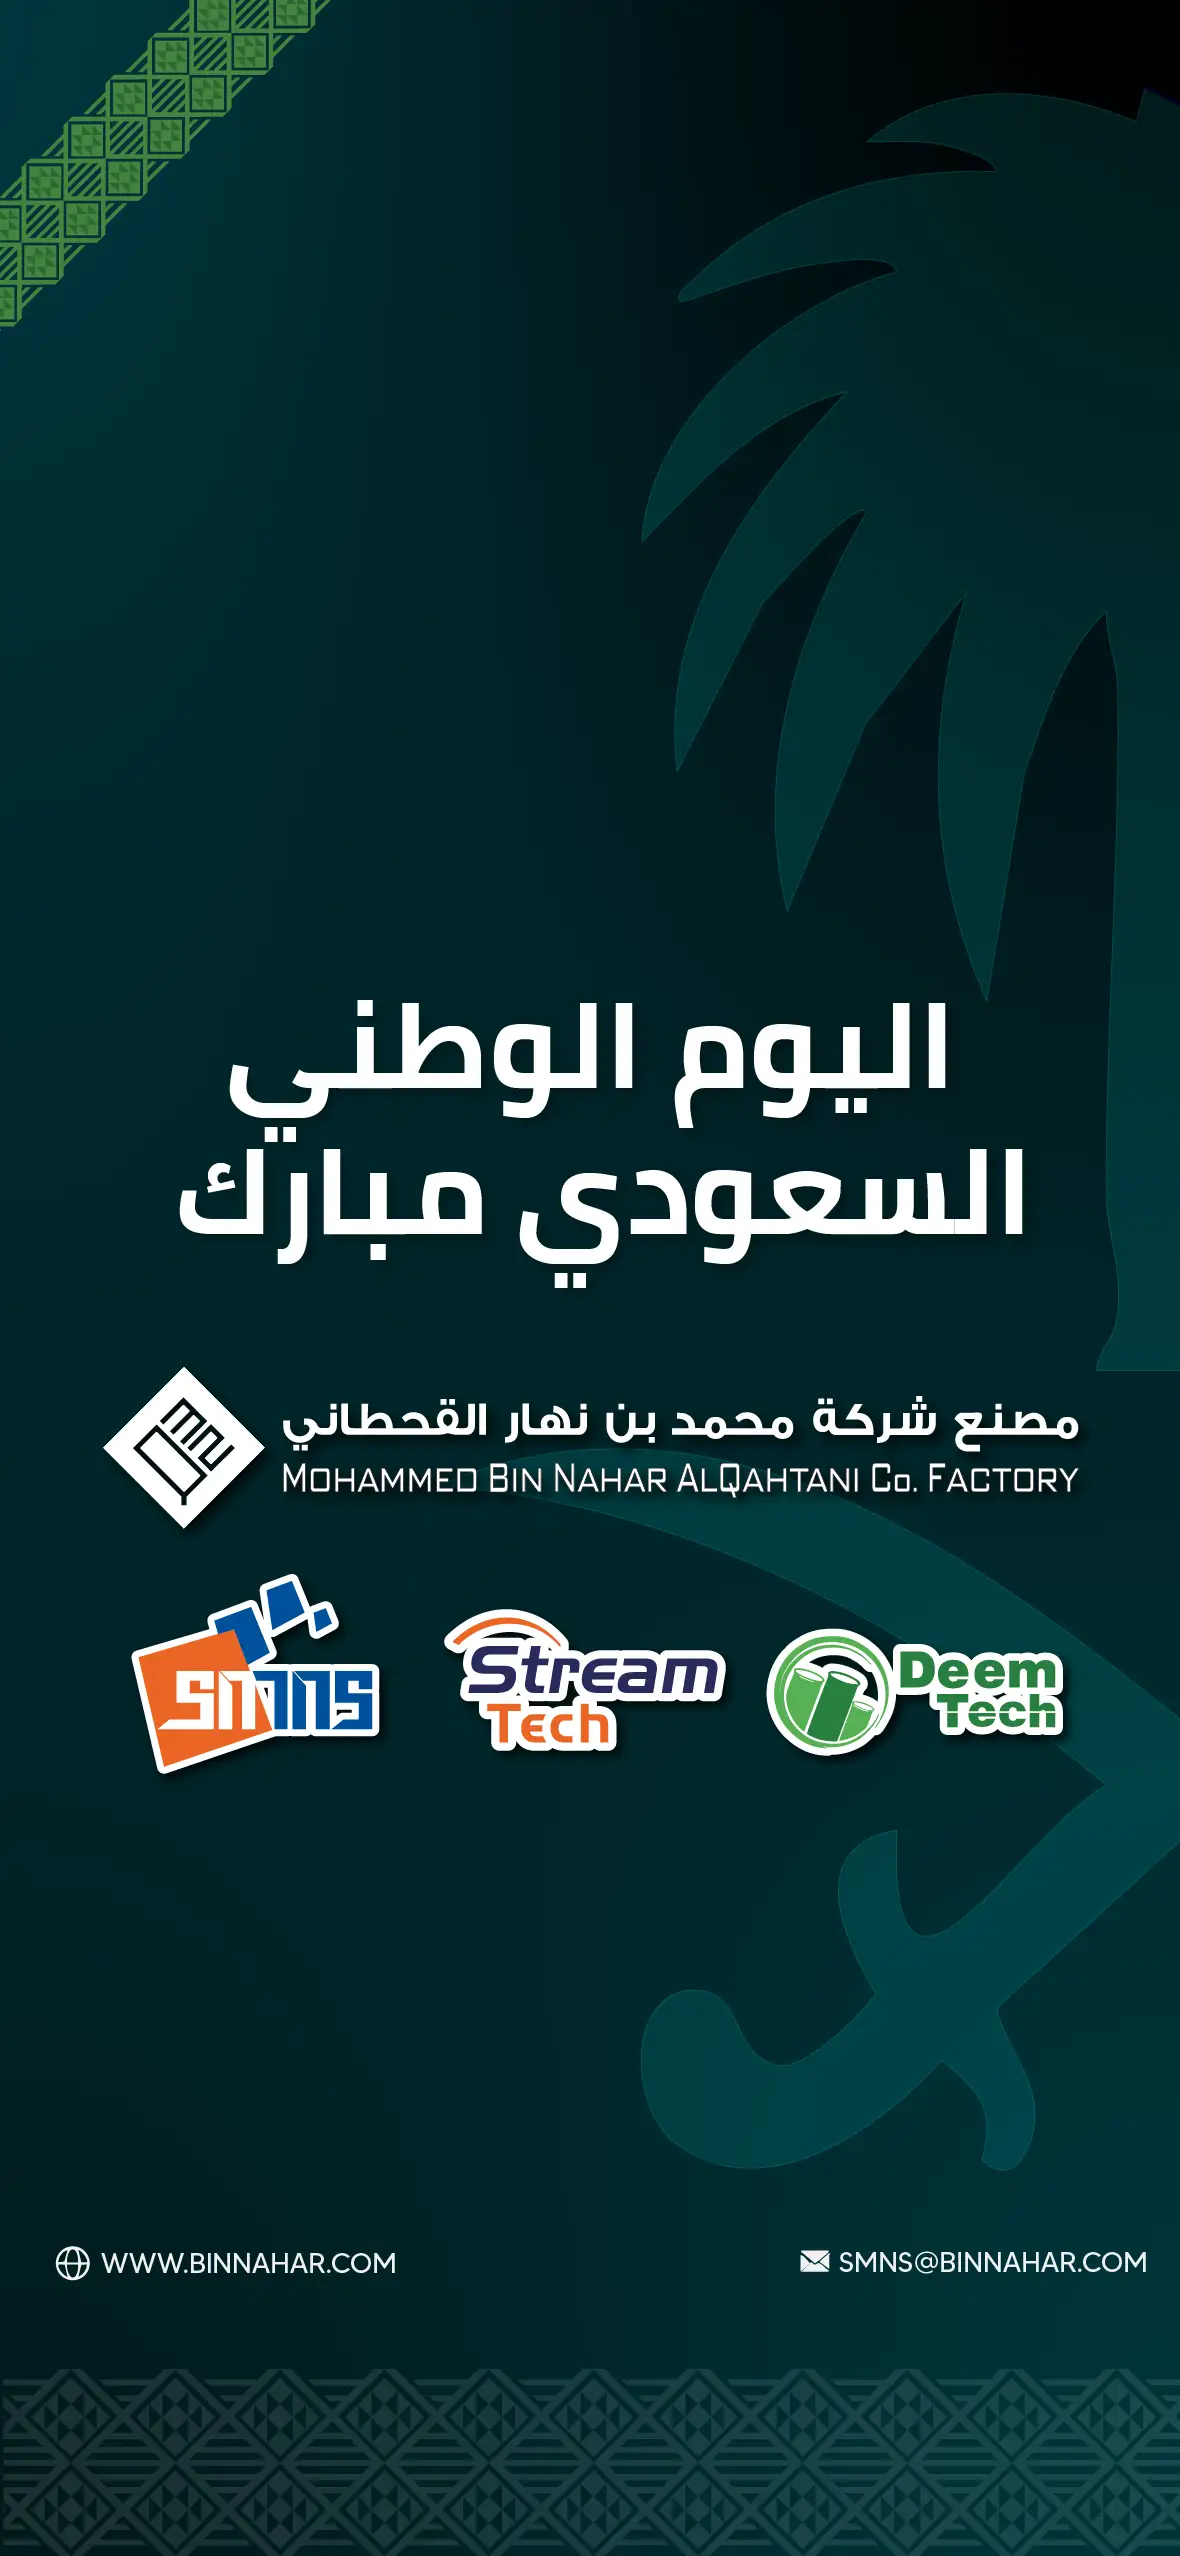 اليوم الوطني
السعودي مبارك
مصنع شركة محمد بن نهار القحطاني
MOHAMMED BIN NAHAR ALQAHTANI CO. FACTORY
smns
Stream
Tech
Deem
Tech
WWW.BINNAHAR.COM
SMNS@BINNAHAR.COM